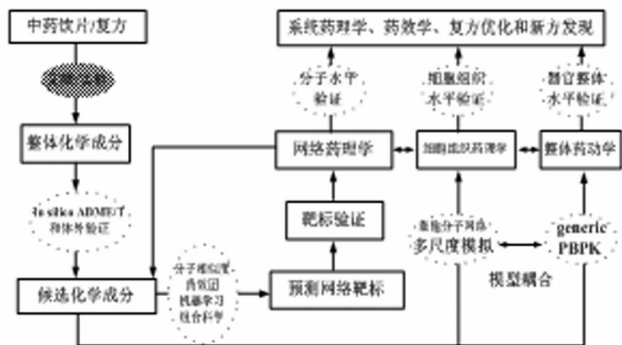 中药饮片/复方
系统药理学、药效学、复方优化和新方发现
分子水平
验证
细胞组织
水平验证
器官整体
水平验证
整体化学成分
网络药理学
细胞组织药理学
整体药动学
In silico ADME/T
和体外验证
靶标验证
多尺度模拟
generic
PBPK
模型耦合
候选化学成分
分子相似性
药效团
机器学习
组合科学
预测网络靶标